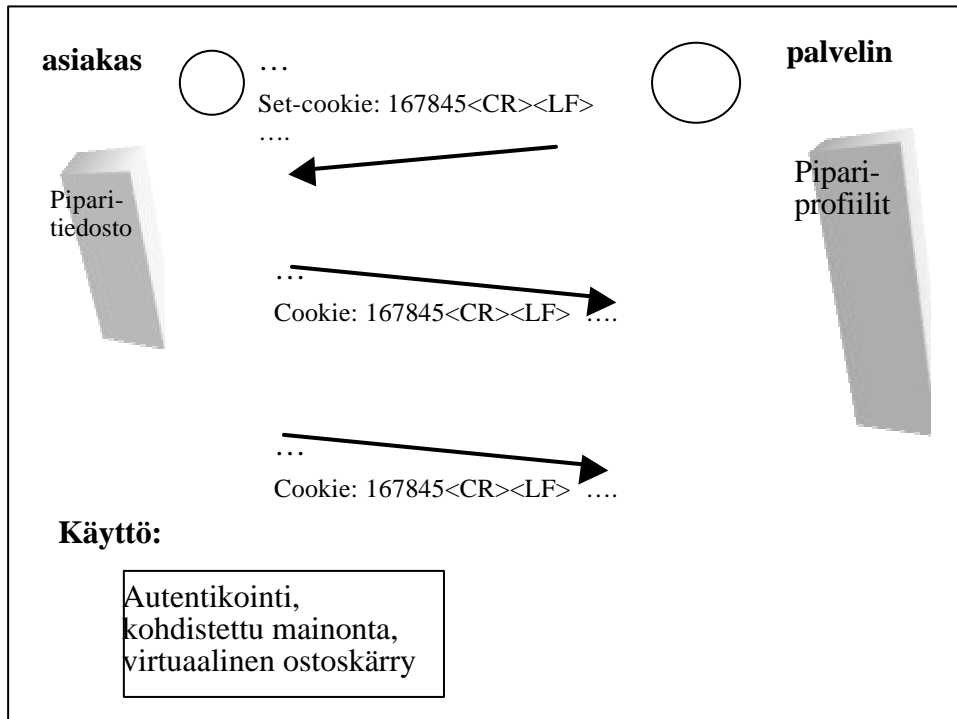 asiakas
palvelin
…
Set-cookie: 167845<CR><LF>
….
Pipari-
tiedosto
Pipari-
profiilit
…
Cookie: 167845<CR><LF> ….
…
Cookie: 167845<CR><LF> ….
Käyttö:
Autentikointi,
kohdistettu mainonta,
virtuaalinen ostoskärry